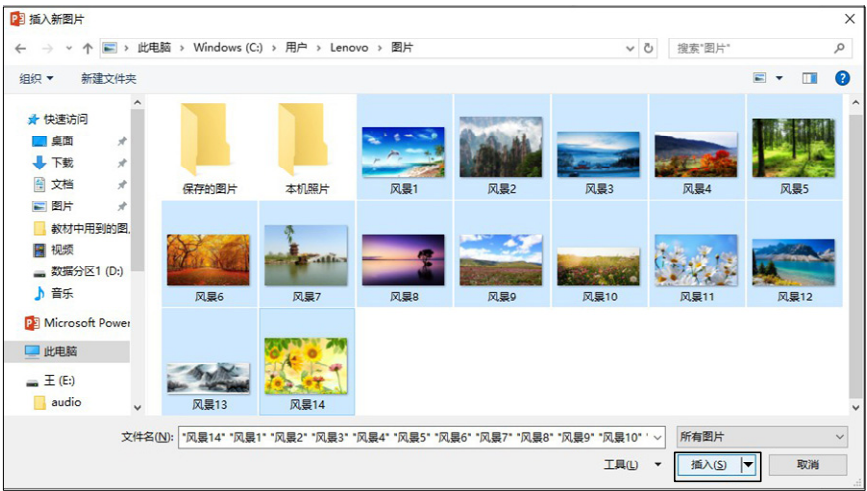 插入新图片
此电脑 › Windows (C:) › 用户 › Lenovo › 图片
搜索"图片"
组织
新建文件夹
快速访问
桌面
下载
文档
图片
教材中用到的图
视频
数据分区1 (D:)
音乐
Microsoft Power
此电脑
王 (E:)
audio
保存的图片
本机照片
风景1
风景2
风景3
风景4
风景5
风景6
风景7
风景8
风景9
风景10
风景11
风景12
风景13
风景14
文件名(N): "风景14" "风景1" "风景2" "风景3" "风景4" "风景5" "风景6" "风景7" "风景8" "风景9" "风景10" "
所有图片
工具(L)
插入(S)
取消